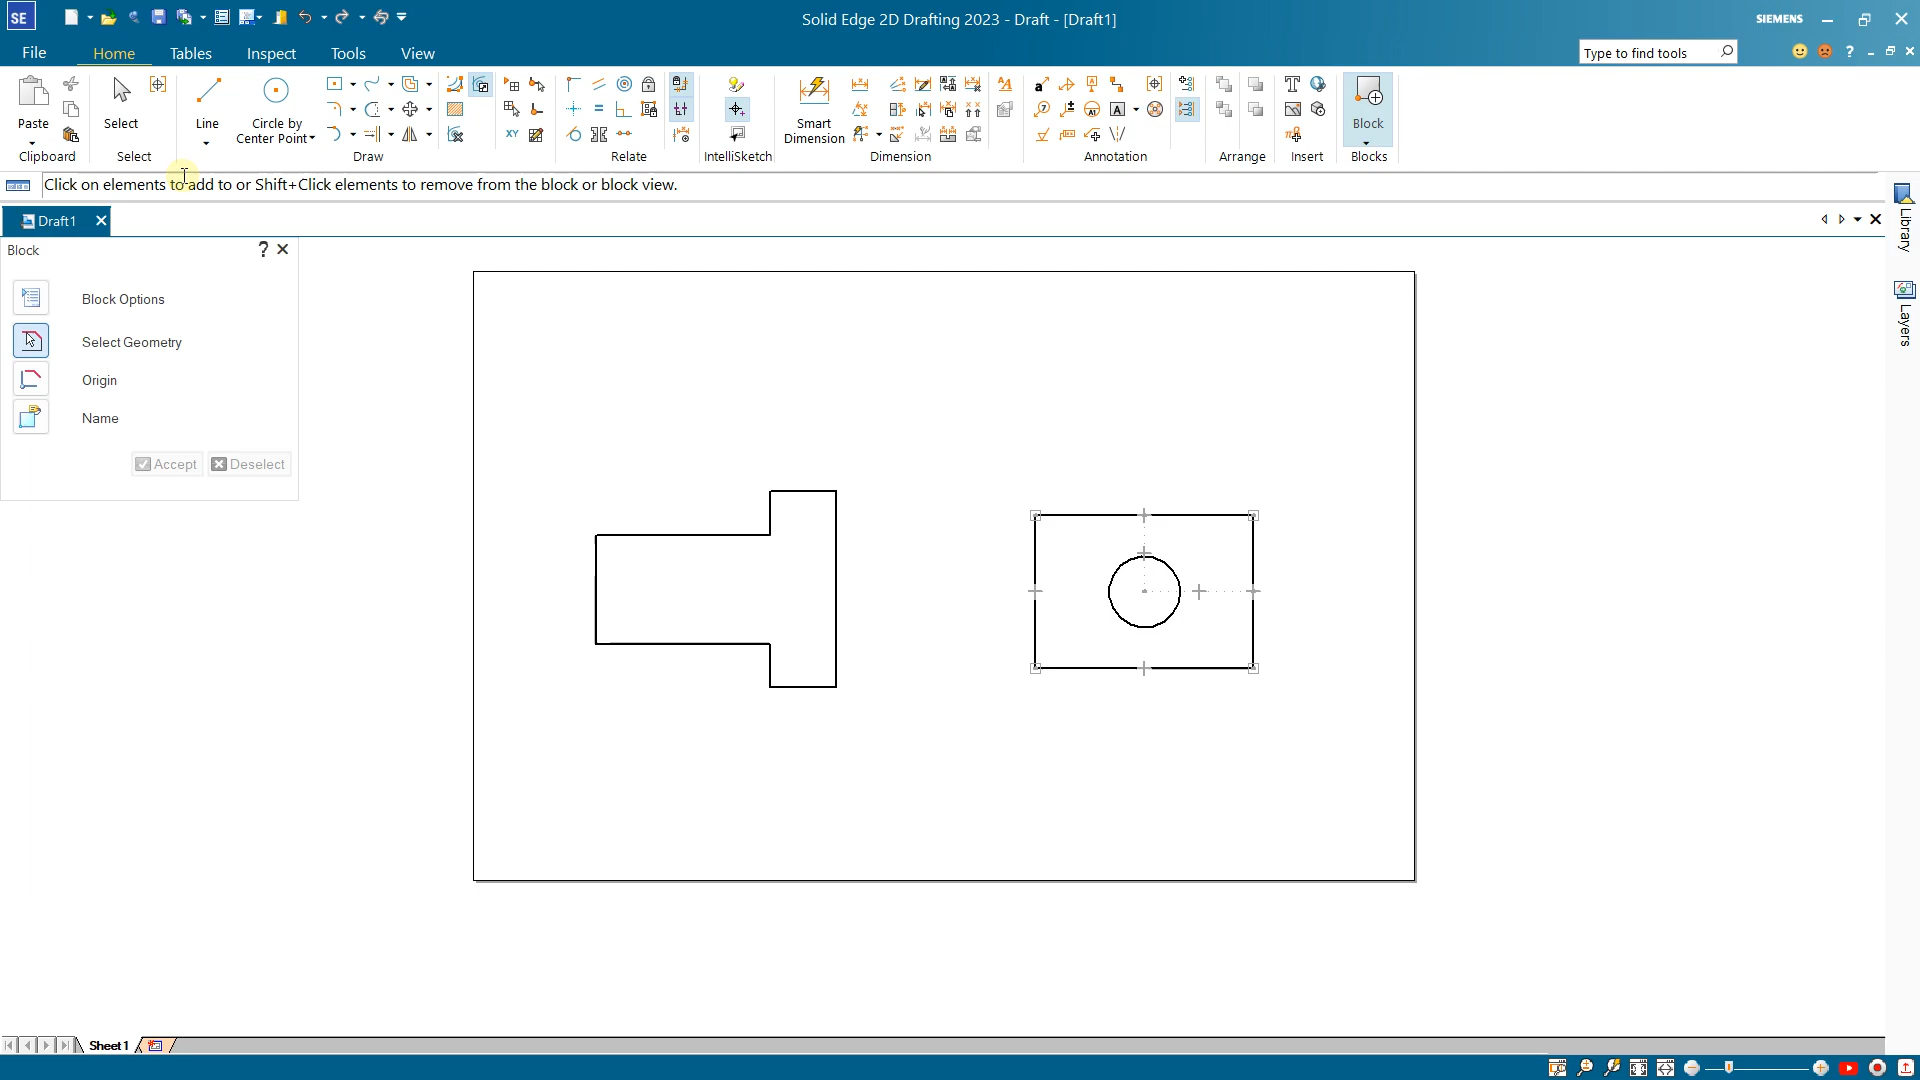 SE
Solid Edge 2D Drafting 2023 - Draft - [Draft1]
SIEMENS
File
Home
Tables
Inspect
Tools
View
Type to find tools
Paste
Select
Line
Circle by
Center Point
Smart
Dimension
Block
Clipboard
Select
Draw
Relate
IntelliSketch
Dimension
Annotation
Arrange
Insert
Blocks
Click on elements to add to or Shift+Click elements to remove from the block or block view.
Draft1
Library
Layers
Block
Block Options
Select Geometry
Origin
Name
Accept
Deselect
Sheet1